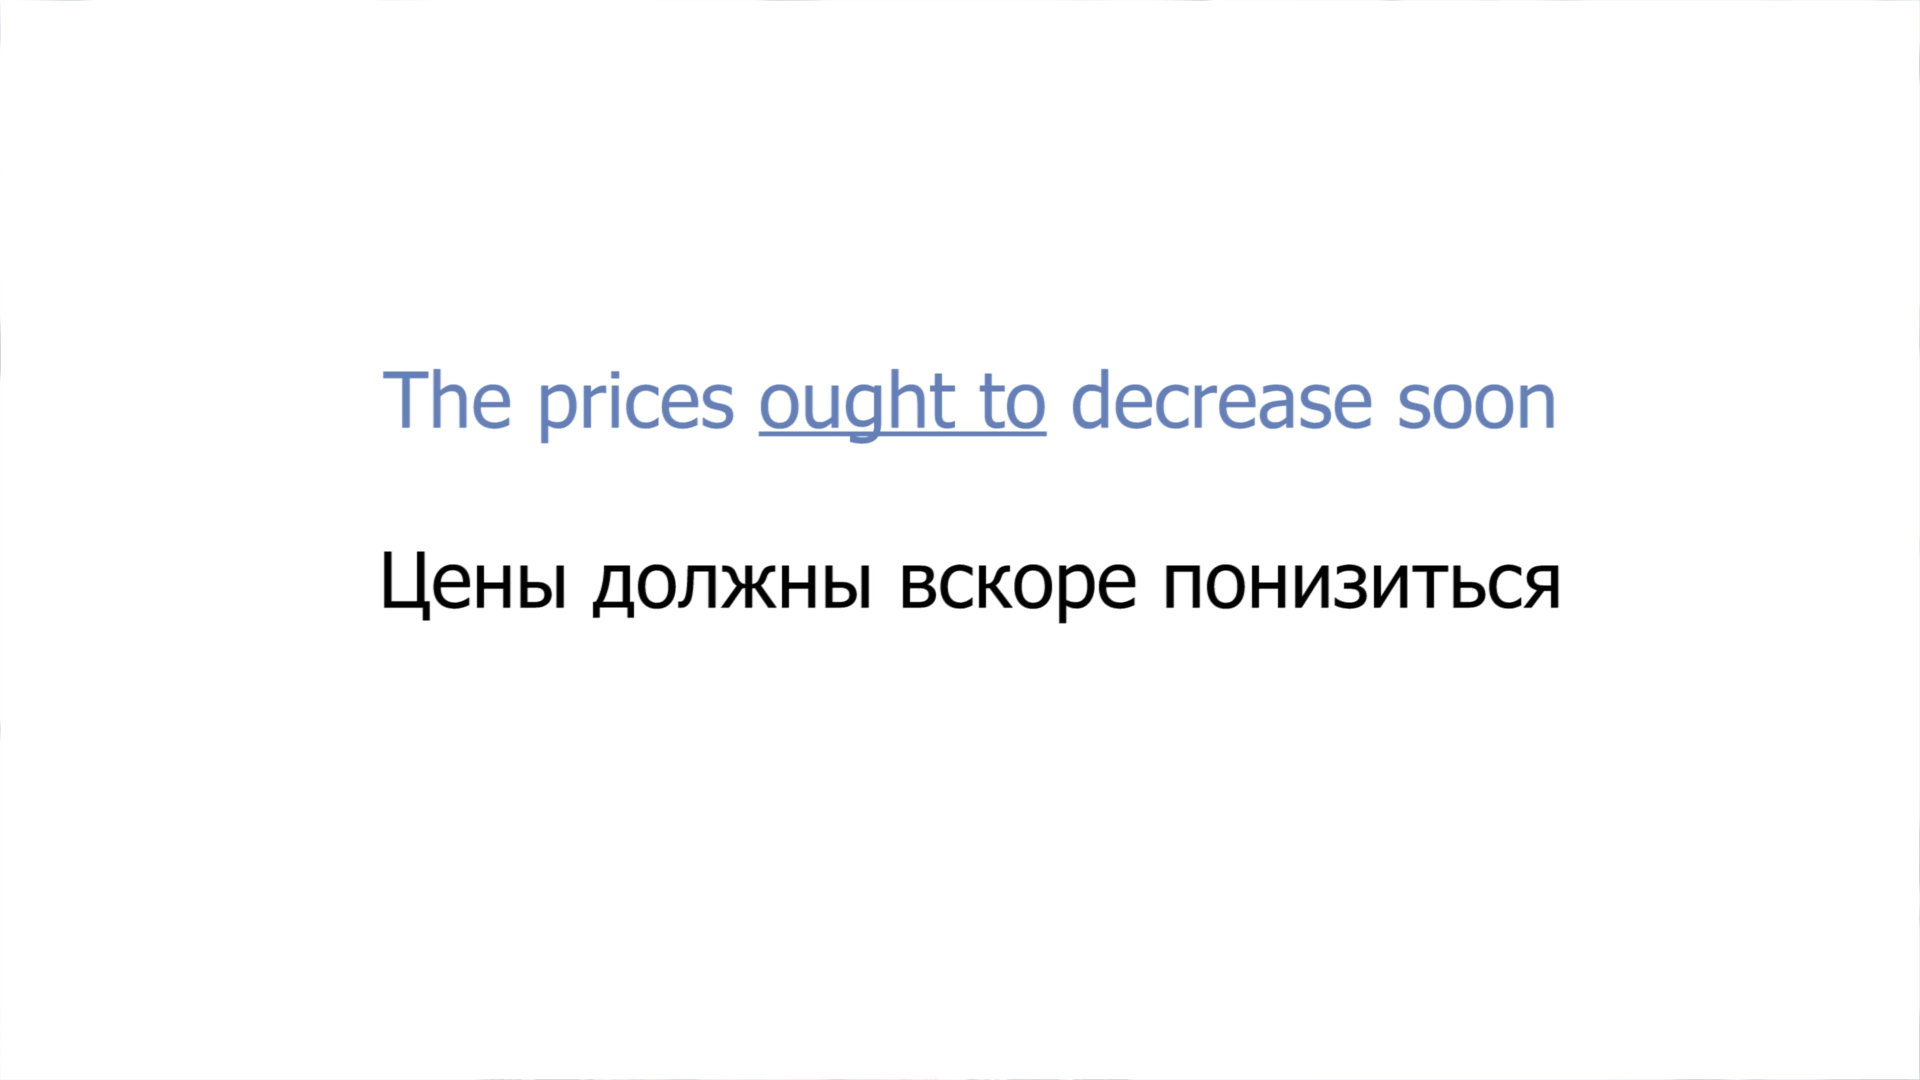 The prices ought to decrease soon
Цены должны вскоре понизиться